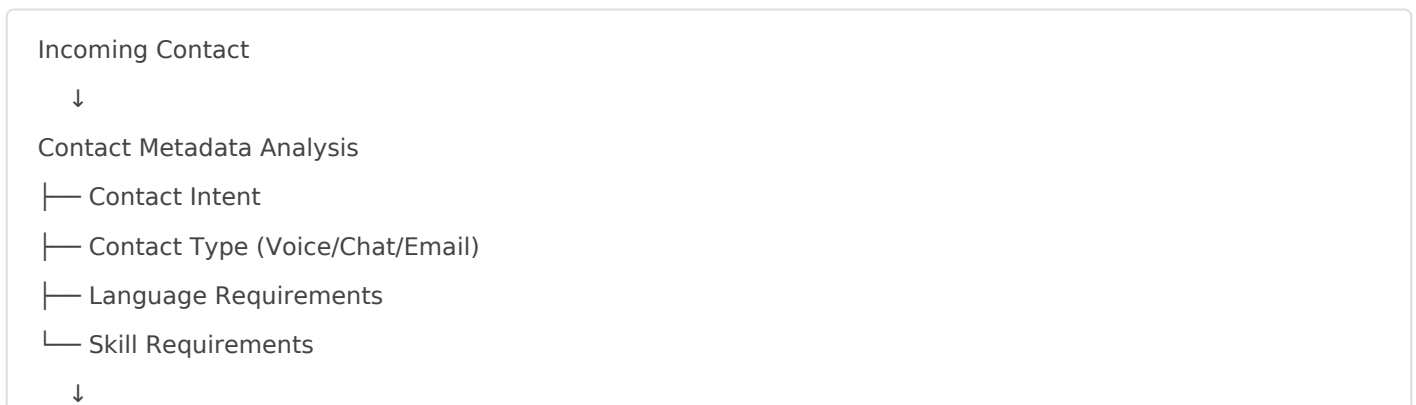 Incoming Contact
↓
Contact Metadata Analysis
├── Contact Intent
├── Contact Type (Voice/Chat/Email)
├── Language Requirements
└── Skill Requirements
↓